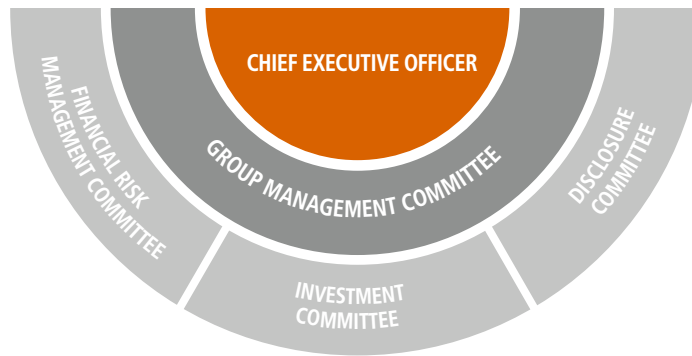 CHIEF EXECUTIVE OFFICER
GROUP MANAGEMENT COMMITTEE
FINANCIAL RISK
MANAGEMENT COMMITTEE
INVESTMENT
COMMITTEE
DISCLOSURE
COMMITTEE